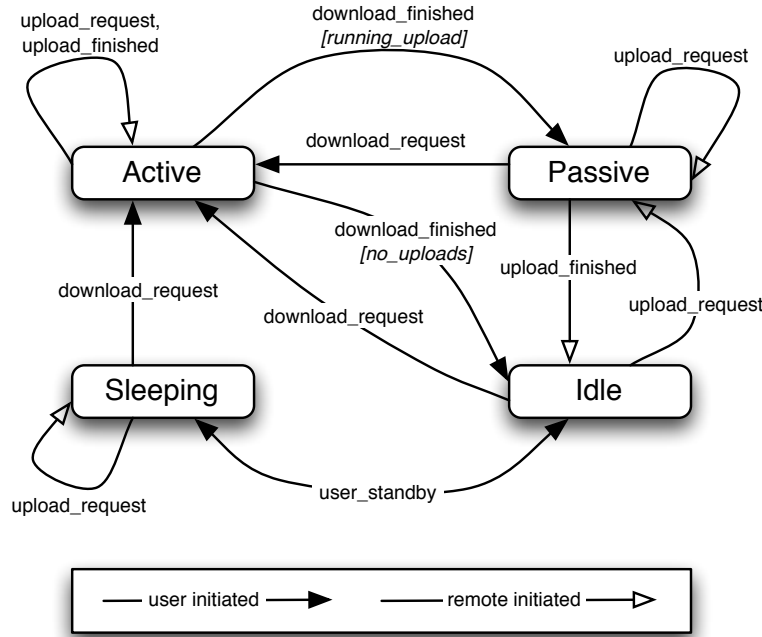 upload_request,
upload_finished
download_finished
[running_upload]
upload_request
download_request
Active
Passive
download_finished
[no_uploads]
upload_finished
download_request
download_request
upload_request
Sleeping
Idle
upload_request
user_standby
user initiated
remote initiated